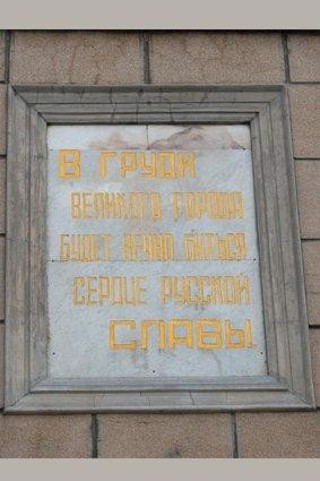 В ГРУДИ
ВЕЛИКОГО ГОРОДА
БУДЕТ ВЕЧНО БИТЬСЯ
СЕРДЦЕ РУССКОЙ
СЛАВЫ